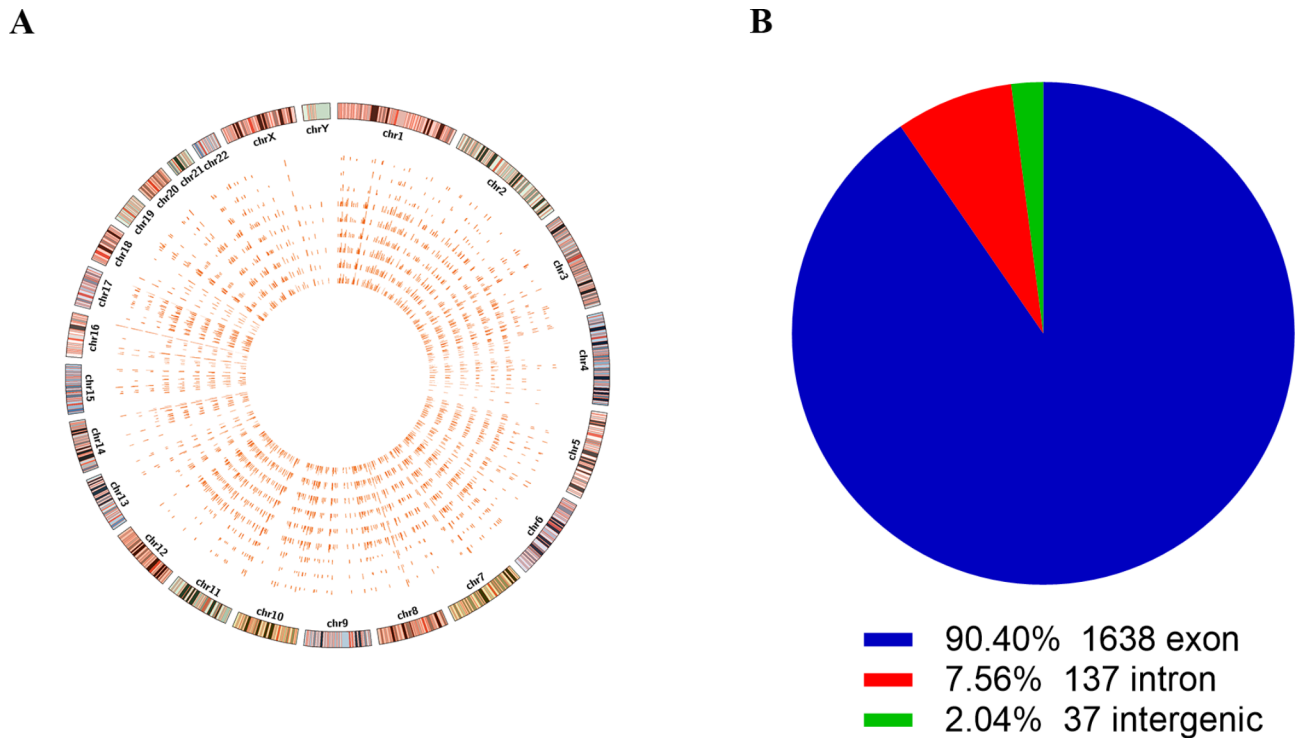 A
B
chr1
chr2
chr3
chr4
chr5
chr6
chr7
chr8
chr9
chr10
chr11
chr12
chr13
chr14
chr15
chr16
chr17
chr18
chr19
chr20
chr21
chr22
chrX
chrY
90.40% 1638 exon
7.56% 137 intron
2.04% 37 intergenic